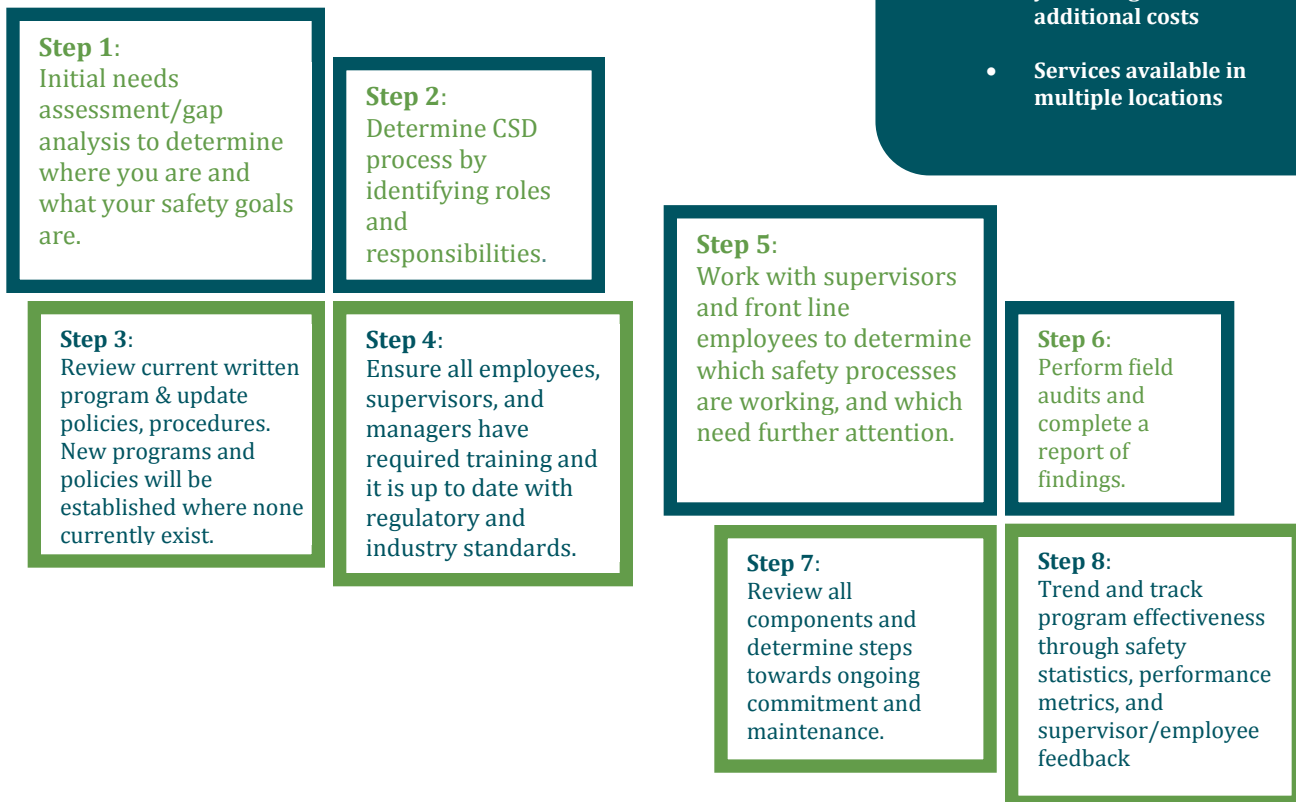 additional costs
• Services available in
multiple locations
Step 1:
Initial needs
assessment/gap
analysis to determine
where you are and
what your safety goals
are.
Step 2:
Determine CSD
process by
identifying roles
and
responsibilities.
Step 3:
Review current written
program & update
policies, procedures.
New programs and
policies will be
established where none
currently exist.
Step 4:
Ensure all employees,
supervisors, and
managers have
required training and
it is up to date with
regulatory and
industry standards.
Step 5:
Work with supervisors
and front line
employees to determine
which safety processes
are working, and which
need further attention.
Step 6:
Perform field
audits and
complete a
report of
findings.
Step 7:
Review all
components and
determine steps
towards ongoing
commitment and
maintenance.
Step 8:
Trend and track
program effectiveness
through safety
statistics, performance
metrics, and
supervisor/employee
feedback